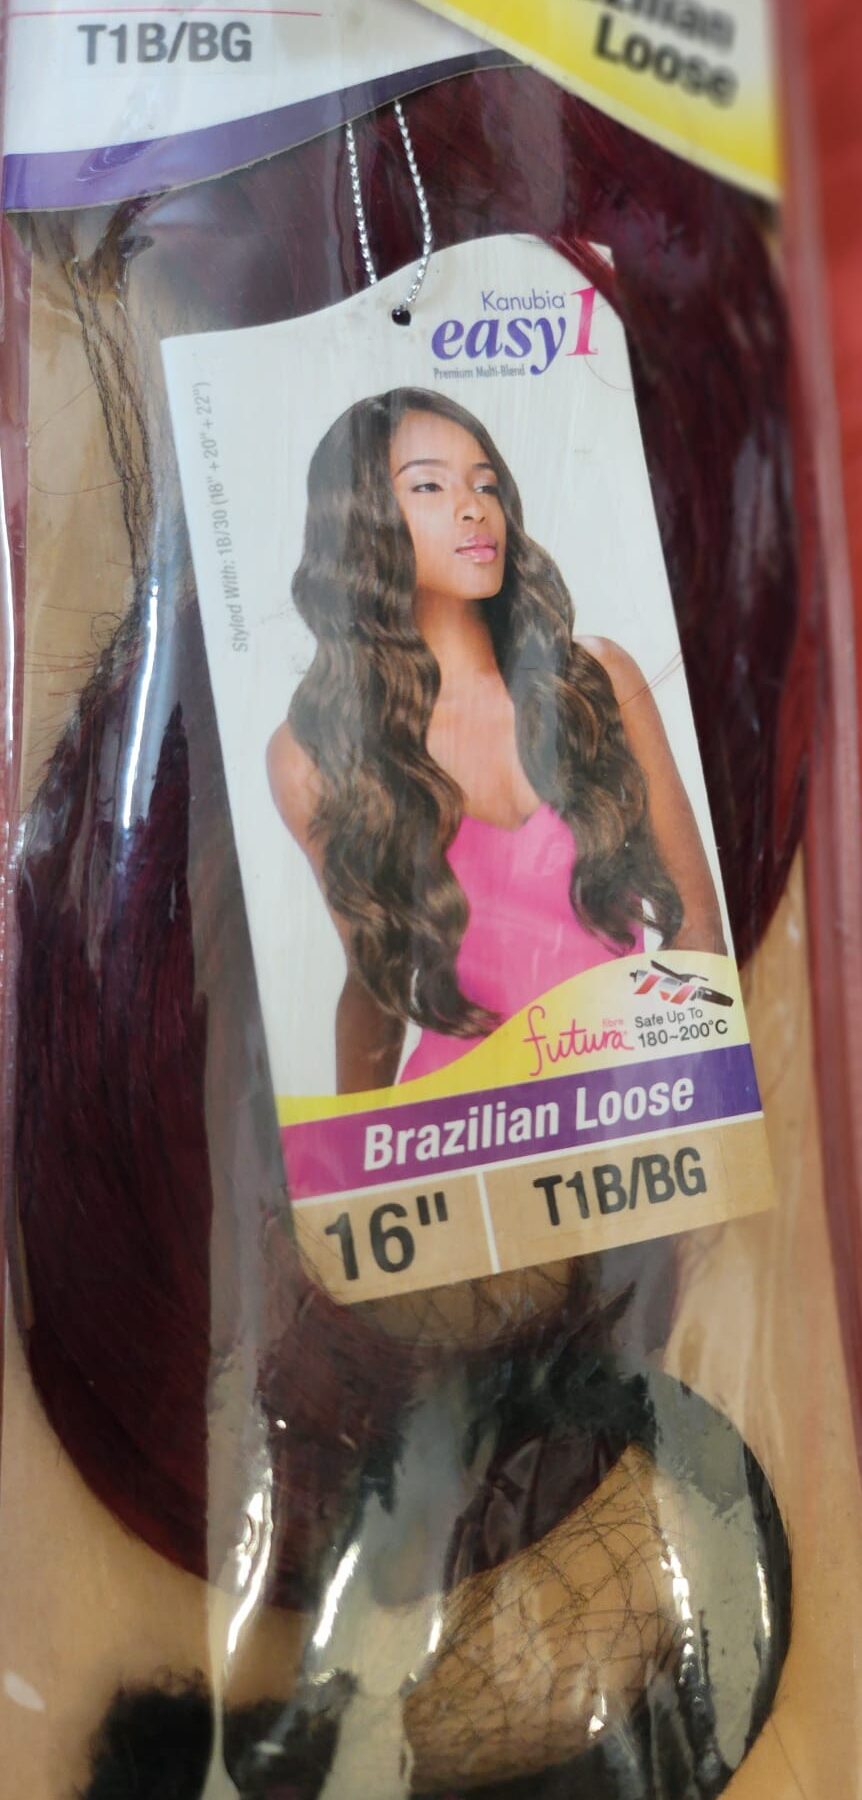 T1B/BG
Loose
Kanubia
easy1
Premium Multi-Blend
Styled With: 1B/30 (18" + 20" + 22")
futura fibre
Safe Up To
180~200°C
Brazilian Loose
16" T1B/BG